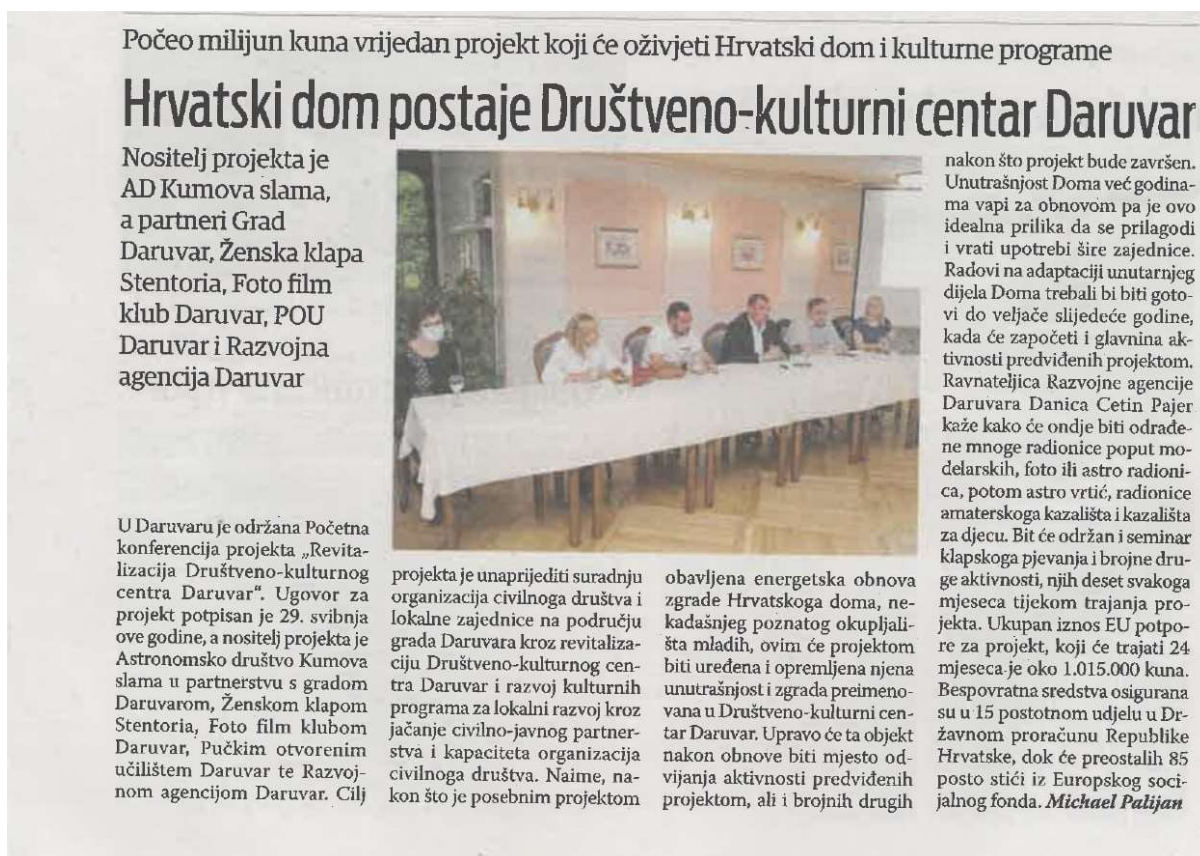 Počeo milijun kuna vrijedan projekt koji će oživjeti Hrvatski dom i kulturne programe
Hrvatski dom postaje Društveno-kulturni centar Daruvar
Nositelj projekta je
AD Kumova slama,
a partneri Grad
Daruvar, Ženska klapa
Stentoria, Foto film
klub Daruvar, POU
Daruvar i Razvojna
agencija Daruvar
U Daruvaru je održana Početna
konferencija projekta „Revita-
lizacija Društveno-kulturnog
centra Daruvar“. Ugovor za
projekt potpisan je 29. svibnja
ove godine, a nositelj projekta je
Astronomsko društvo Kumova
slama u partnerstvu s gradom
Daruvarom, Ženskom klapom
Stentoria, Foto film klubom
Daruvar, Pučkim otvorenim
učilištem Daruvar te Razvoj-
nom agencijom Daruvar. Cilj
projekta je unaprijediti suradnju
organizacija civilnoga društva i
lokalne zajednice na području
grada Daruvara kroz revitaliza-
ciju Društveno-kulturnog cen-
tra Daruvar i razvoj kulturnih
programa za lokalni razvoj kroz
jačanje civilno-javnog partner-
stva i kapaciteta organizacija
civilnoga društva. Naime, na-
kon što je posebnim projektom
obavljena energetska obnova
zgrade Hrvatskoga doma, ne-
kadašnjeg poznatog okupljali-
šta mladih, ovim će projektom
biti uređena i opremljena njena
unutrašnjost i zgrada preimeno-
vana u Društveno-kulturni cen-
tar Daruvar. Upravo će ta objekt
nakon obnove biti mjesto od-
vijanja aktivnosti predviđenih
projektom, ali i brojnih drugih
nakon što projekt bude završen.
Unutrašnjost Doma već godina-
ma vapi za obnovom pa je ovo
idealna prilika da se prilagodi
i vrati upotrebi šire zajednice.
Radovi na adaptaciji unutarnjeg
dijela Doma trebali bi biti goto-
vi do veljače slijedeće godine,
kada će započeti i glavnina ak-
tivnosti predviđenih projektom.
Ravnateljica Razvojne agencije
Daruvara Danica Cetin Pajer
kaže kako će ondje biti odrađe-
ne mnoge radionice poput mo-
delarskih, foto ili astro radioni-
ca, potom astro vrtić, radionice
amaterskoga kazališta i kazališta
za djecu. Bit će održan i seminar
klapskoga pjevanja i brojne dru-
ge aktivnosti, njih deset svakoga
mjeseca tijekom trajanja pro-
jekta. Ukupan iznos EU potpo-
re za projekt, koji će trajati 24
mjeseca je oko 1.015.000 kuna.
Bespovratna sredstva osigurana
su u 15 postotnom udjelu u Dr-
žavnom proračunu Republike
Hrvatske, dok će preostalih 85
posto stići iz Europskog soci-
jalnog fonda. Michael Palijan